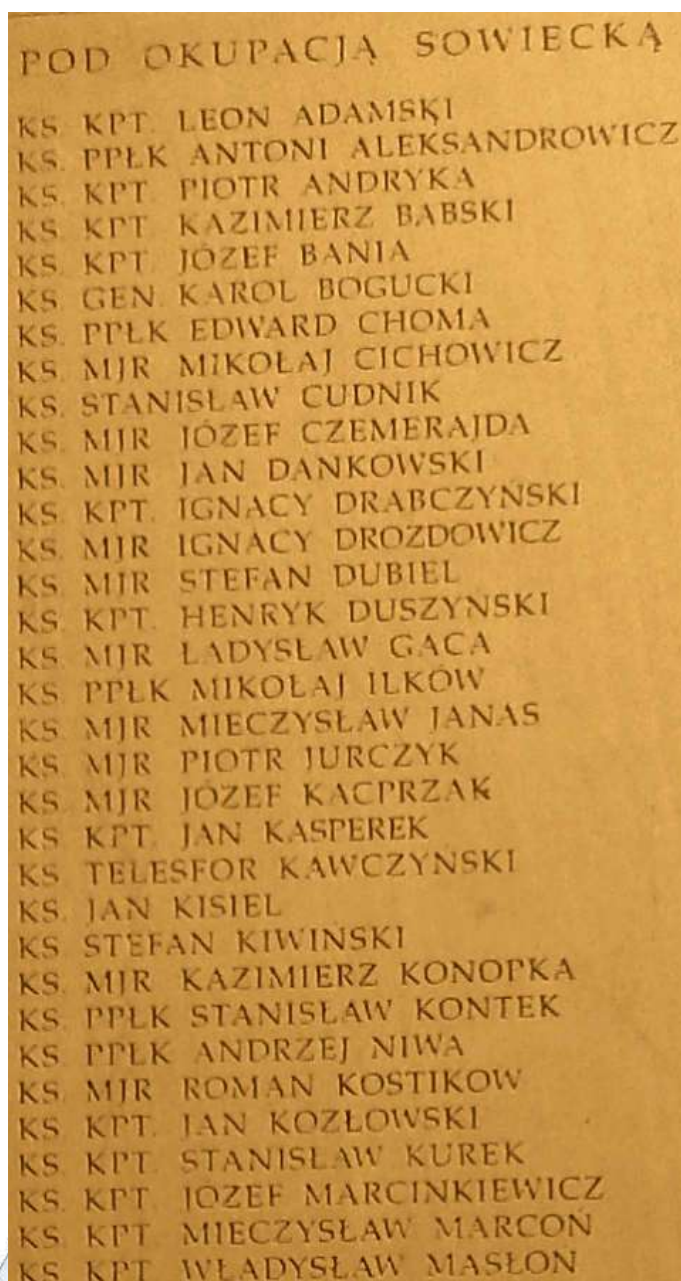 POD OKUPACJĄ SOWIECKĄ
KS. KPT. LEON ADAMSKI
KS. PPŁK ANTONI ALEKSANDROWICZ
KS. KPT. PIOTR ANDRYKA
KS. KPT. KAZIMIERZ BABSKI
KS. KPT. JÓZEF BANIA
KS. GEN. KAROL BOGUCKI
KS. PPŁK EDWARD CHOMA
KS. MJR MIKOŁAJ CICHOWICZ
KS. STANISŁAW CUDNIK
KS. MJR JÓZEF CZEMERAJDA
KS. MJR JAN DANKOWSKI
KS. KPT. IGNACY DRABCZYŃSKI
KS. MJR IGNACY DROZDOWICZ
KS. MJR STEFAN DUBIEL
KS. KPT. HENRYK DUSZYŃSKI
KS. MJR ŁADYSŁAW GACA
KS. PPŁK MIKOŁAJ ILKÓW
KS. MJR MIECZYSŁAW JANAS
KS. MJR PIOTR JURCZYK
KS. MJR JÓZEF KACPRZAK
KS. KPT. JAN KASPEREK
KS. TELESFOR KAWCZYŃSKI
KS. JAN KISIEL
KS. STEFAN KIWIŃSKI
KS. MJR KAZIMIERZ KONOPKA
KS. PPŁK STANISŁAW KONTEK
KS. PPŁK ANDRZEJ NIWA
KS. MJR ROMAN KOSTIKOW
KS. KPT. JAN KOZŁOWSKI
KS. KPT. STANISŁAW KUREK
KS. KPT. JÓZEF MARCINKIEWICZ
KS. KPT. MIECZYSŁAW MARCOŃ
KS. KPT. WŁADYSŁAW MASŁOŃ